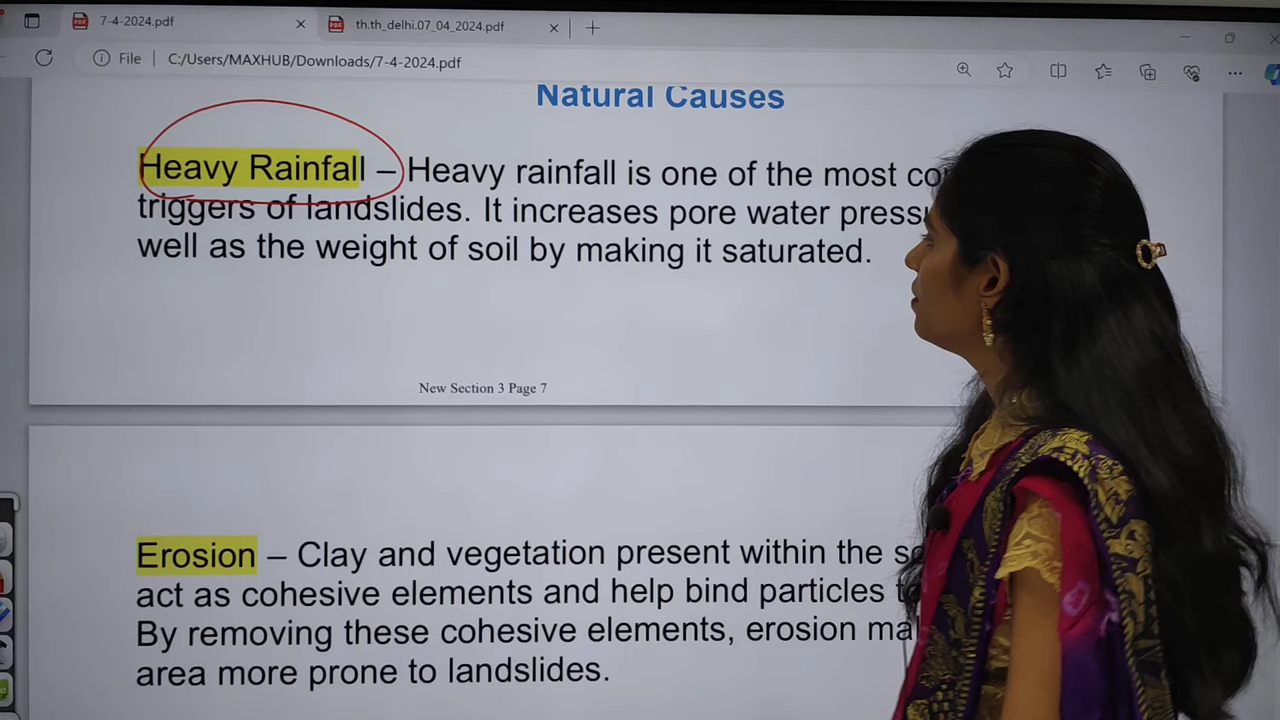 7-4-2024.pdf
th.th_delhi.07_04_2024.pdf
File
C:/Users/MAXHUB/Downloads/7-4-2024.pdf
Natural Causes
Heavy Rainfall – Heavy rainfall is one of the most
triggers of landslides. It increases pore water
well as the weight of soil by making it saturated.
New Section 3 Page 7
Erosion – Clay and vegetation present within the
act as cohesive elements and help bind particles
By removing these cohesive elements, erosion
area more prone to landslides.